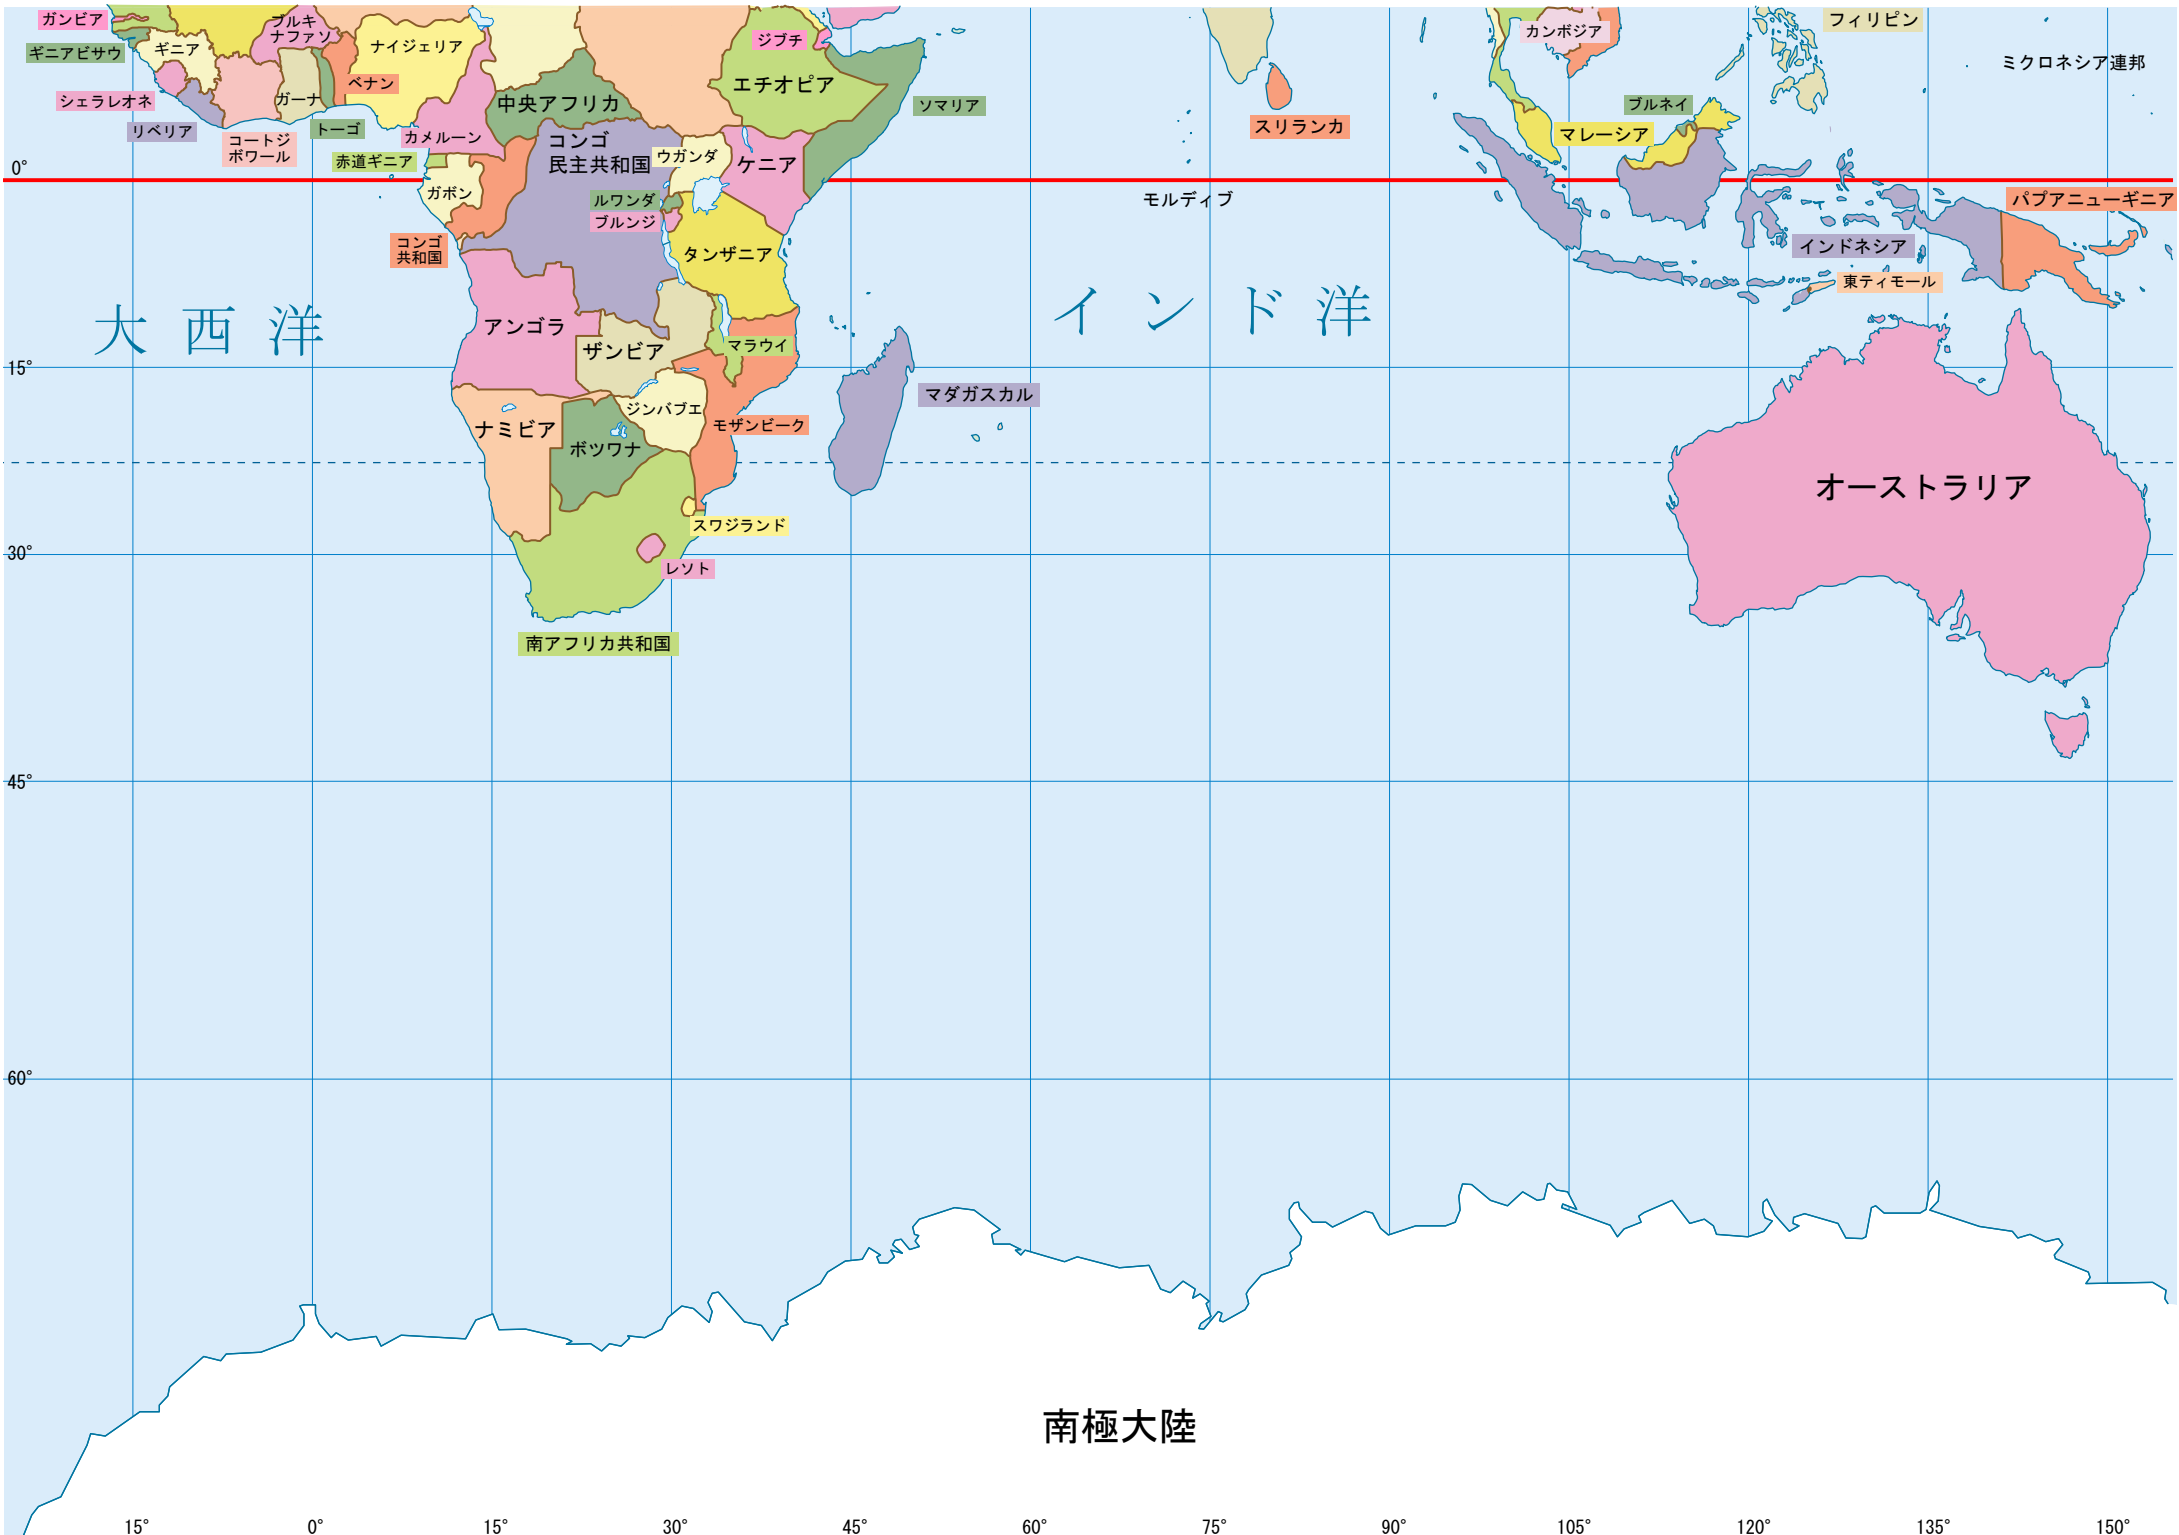 ガンビア
ブルキ
ナファソ
フィリピン
カンボジア
ジブチ
ギニアビサウ
ギニア
ナイジェリア
ミクロネシア連邦
エチオピア
ベナン
シェラレオネ
ガーナ
中央アフリカ
ソマリア
ブルネイ
リベリア
トーゴ
カメルーン
スリランカ
マレーシア
コートジ
ボワール
コンゴ
民主共和国
ウガンダ
ケニア
赤道ギニア
0°
ガボン
ルワンダ
モルディブ
パプアニューギニア
ブルンジ
コンゴ
共和国
タンザニア
インドネシア
東ティモール
大西洋
インド洋
アンゴラ
ザンビア
マラウイ
15°
マダガスカル
ジンバブエ
ナミビア
モザンビーク
ボツワナ
オーストラリア
スワジランド
30°
レソト
南アフリカ共和国
45°
60°
南極大陸
15°
0°
15°
30°
45°
60°
75°
90°
105°
120°
135°
150°